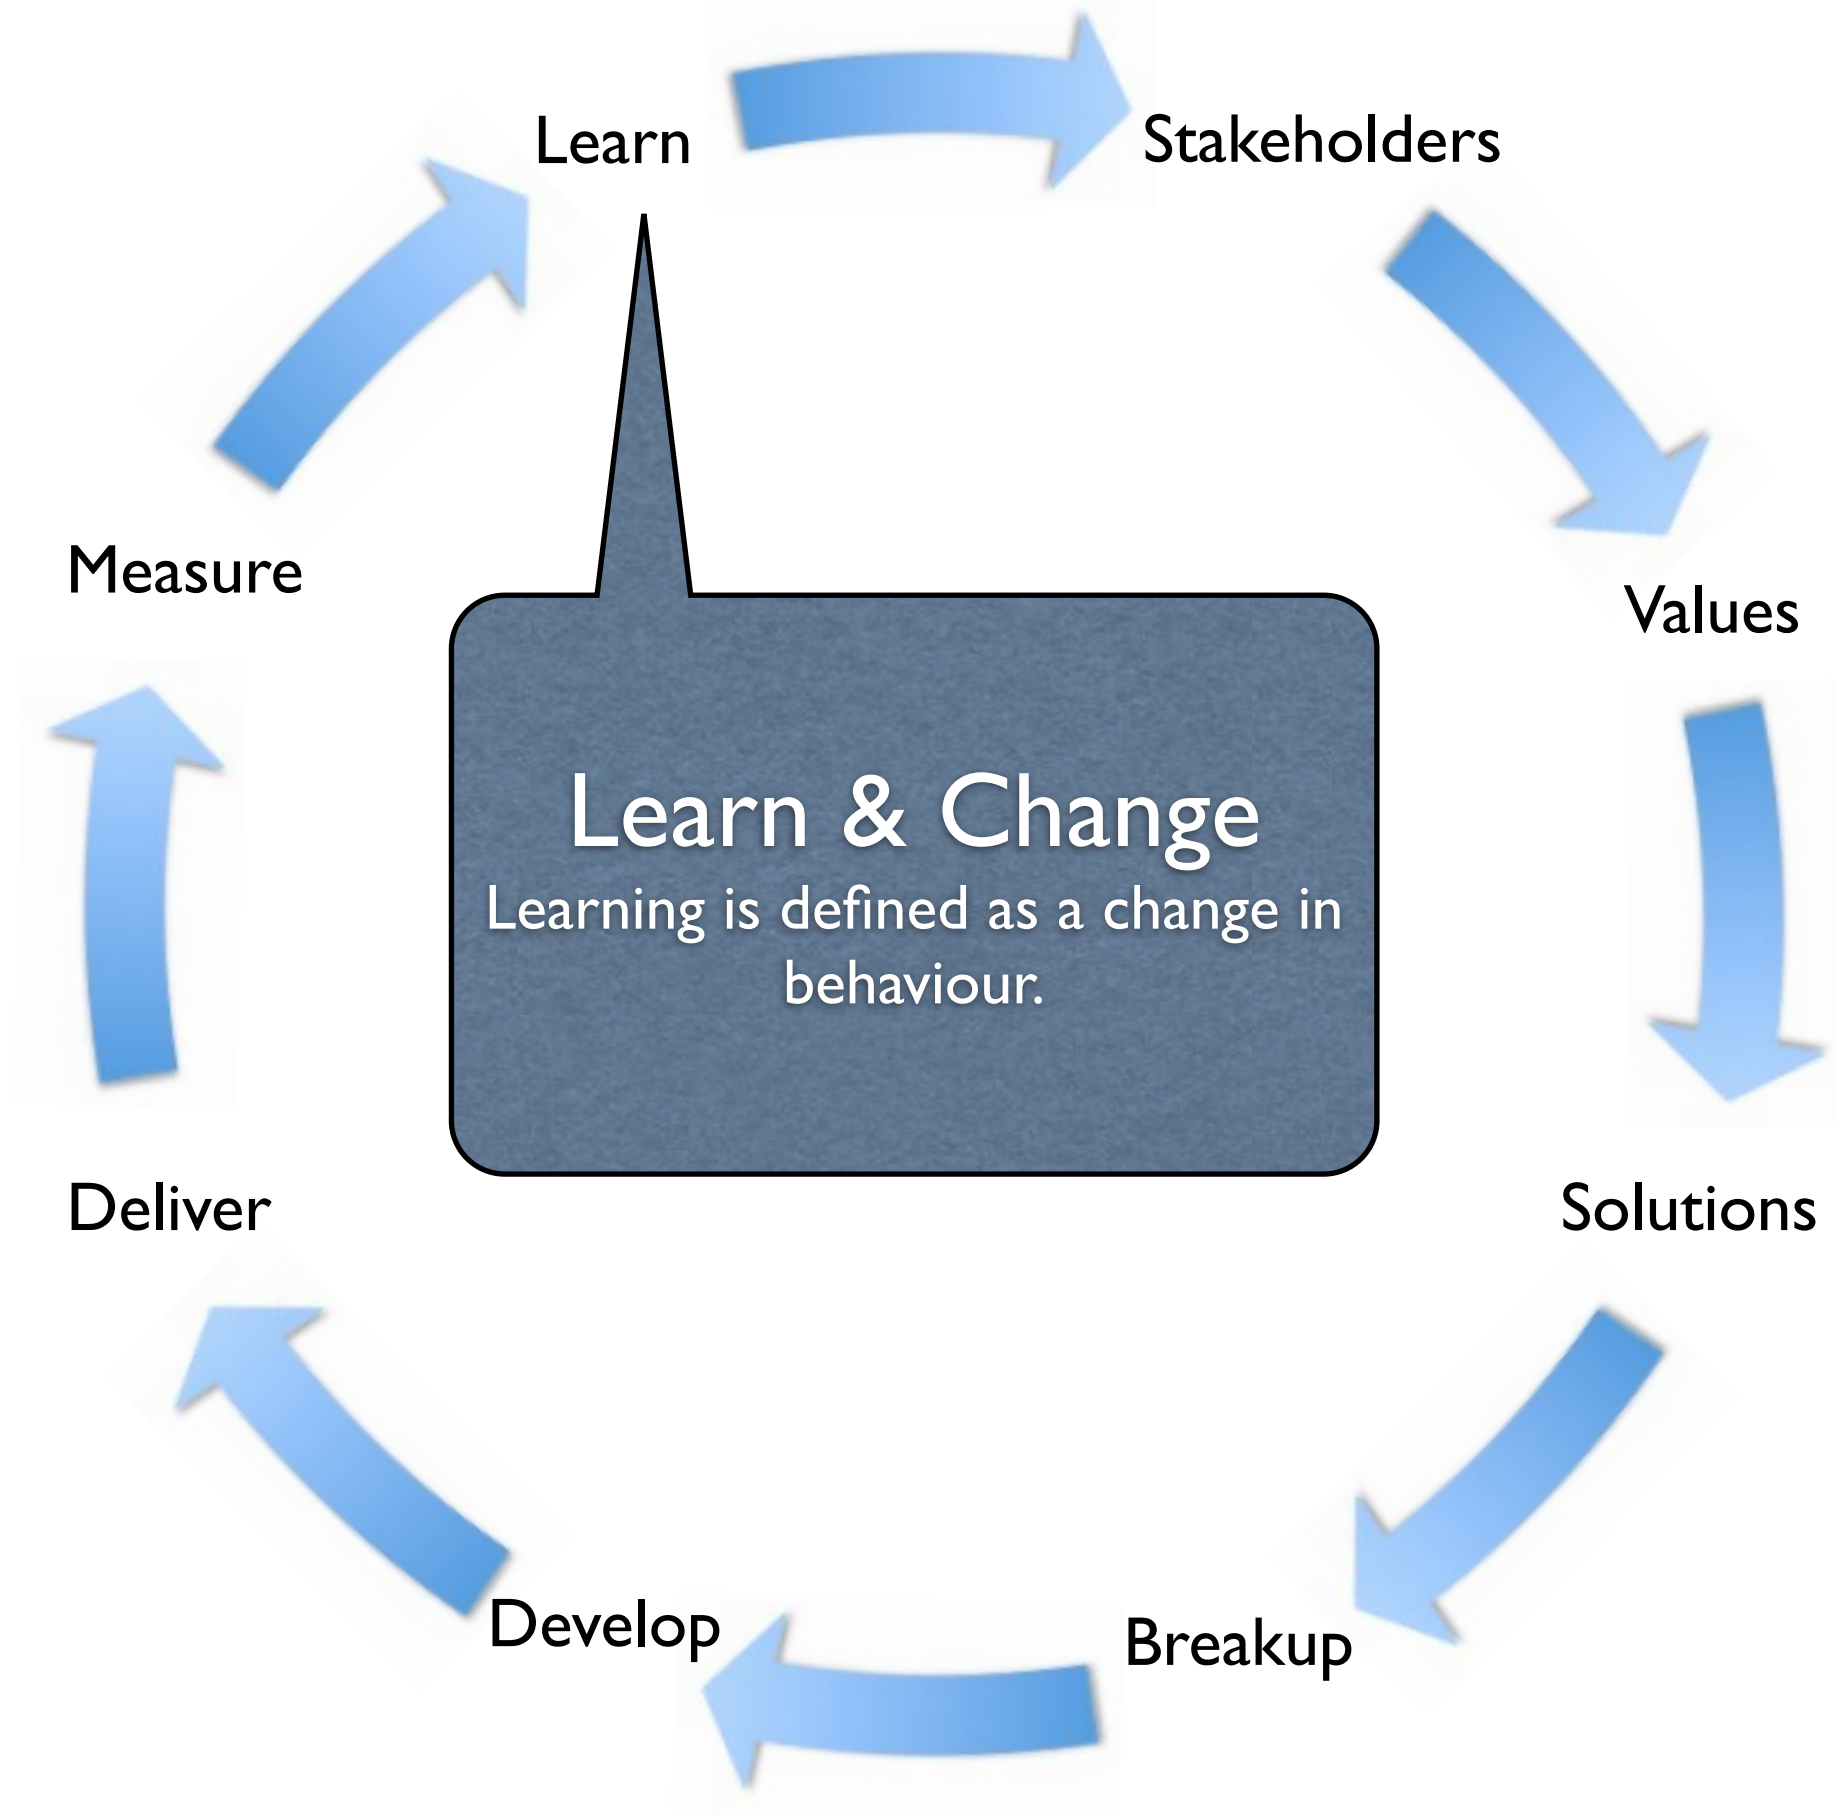 Learn
Stakeholders
Measure
Values
Learn & Change
Learning is defined as a change in
behaviour.
Deliver
Solutions
Develop
Breakup